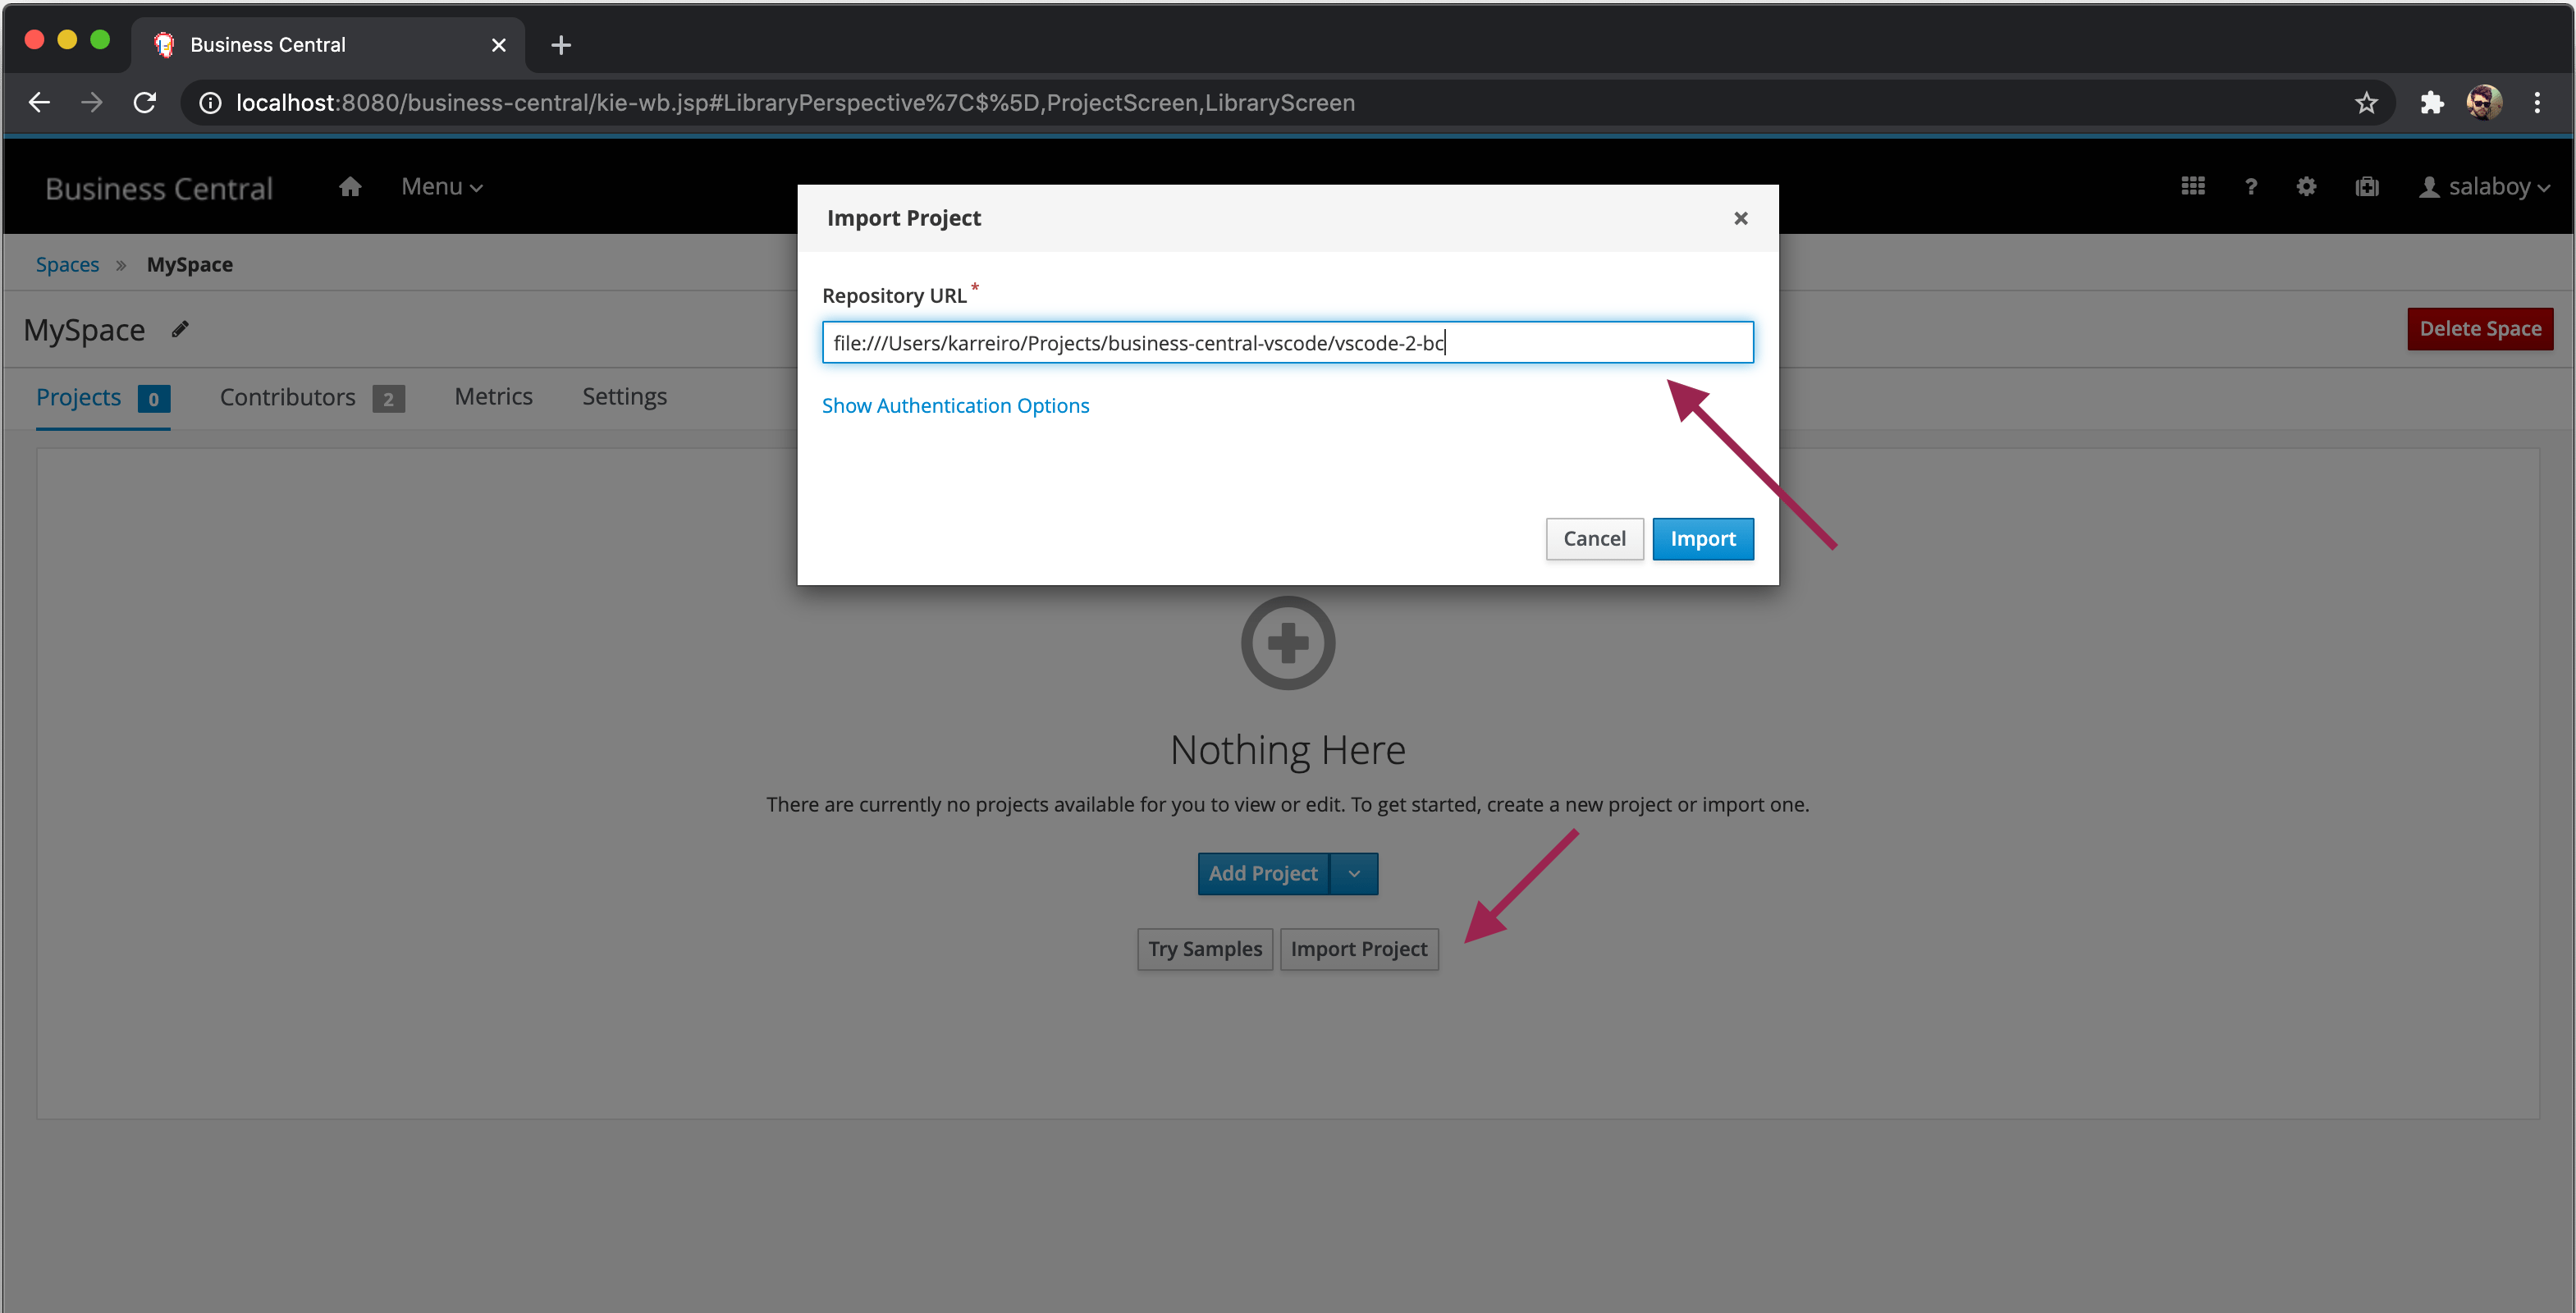 Business Central
localhost:8080/business-central/kie-wb.jsp#LibraryPerspective%7C$%5D,ProjectScreen,LibraryScreen
Business Central Menu ? salaboy
Import Project
Spaces » MySpace
Repository URL *
MySpace Delete Space
file:///Users/karreiro/Projects/business-central-vscode/vscode-2-bc
Projects 0 Contributors 2 Metrics Settings
Show Authentication Options
Cancel Import
Nothing Here
There are currently no projects available for you to view or edit. To get started, create a new project or import one.
Add Project
Try Samples Import Project